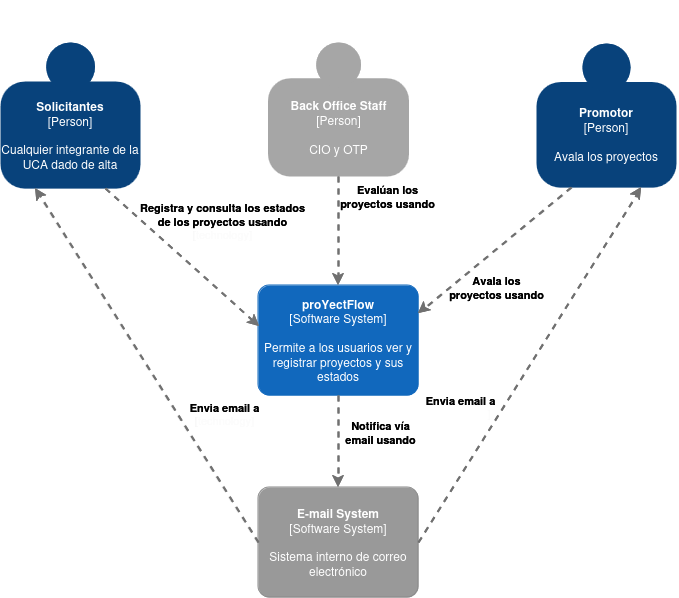 Solicitantes
[Person]
Cualquier integrante de la
UCA dado de alta
Back Office Staff
[Person]
CIO y OTP
Promotor
[Person]
Avala los proyectos
Registra y consulta los estados
de los proyectos usando
Evalúan los
proyectos usando
Avala los
proyectos usando
proYectFlow
[Software System]
Permite a los usuarios ver y
registrar proyectos y sus
estados
Envia email a
Notifica vía
email usando
Envia email a
E-mail System
[Software System]
Sistema interno de correo
electrónico